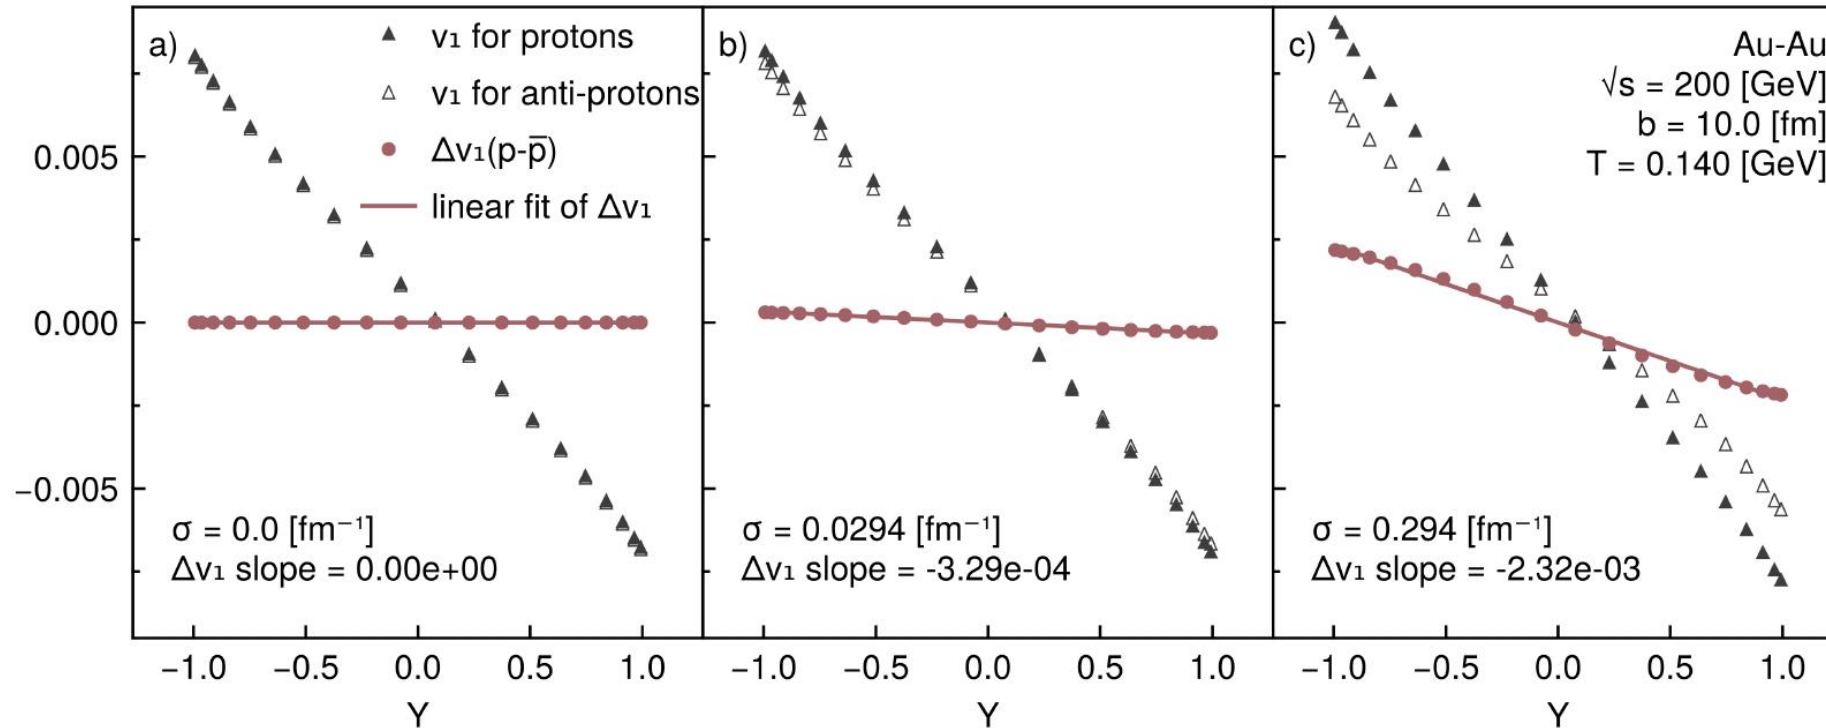 a)
v₁ for protons
v₁ for anti-protons
Δv₁(p-p̅)
linear fit of Δv₁
0.005
0.000
−0.005
σ = 0.0 [fm⁻¹]
Δv₁ slope = 0.00e+00
−1.0 −0.5 0.0 0.5 1.0
Y
b)
σ = 0.0294 [fm⁻¹]
Δv₁ slope = -3.29e-04
−1.0 −0.5 0.0 0.5 1.0
Y
c)
Au-Au
√s = 200 [GeV]
b = 10.0 [fm]
T = 0.140 [GeV]
σ = 0.294 [fm⁻¹]
Δv₁ slope = -2.32e-03
−1.0 −0.5 0.0 0.5 1.0
Y